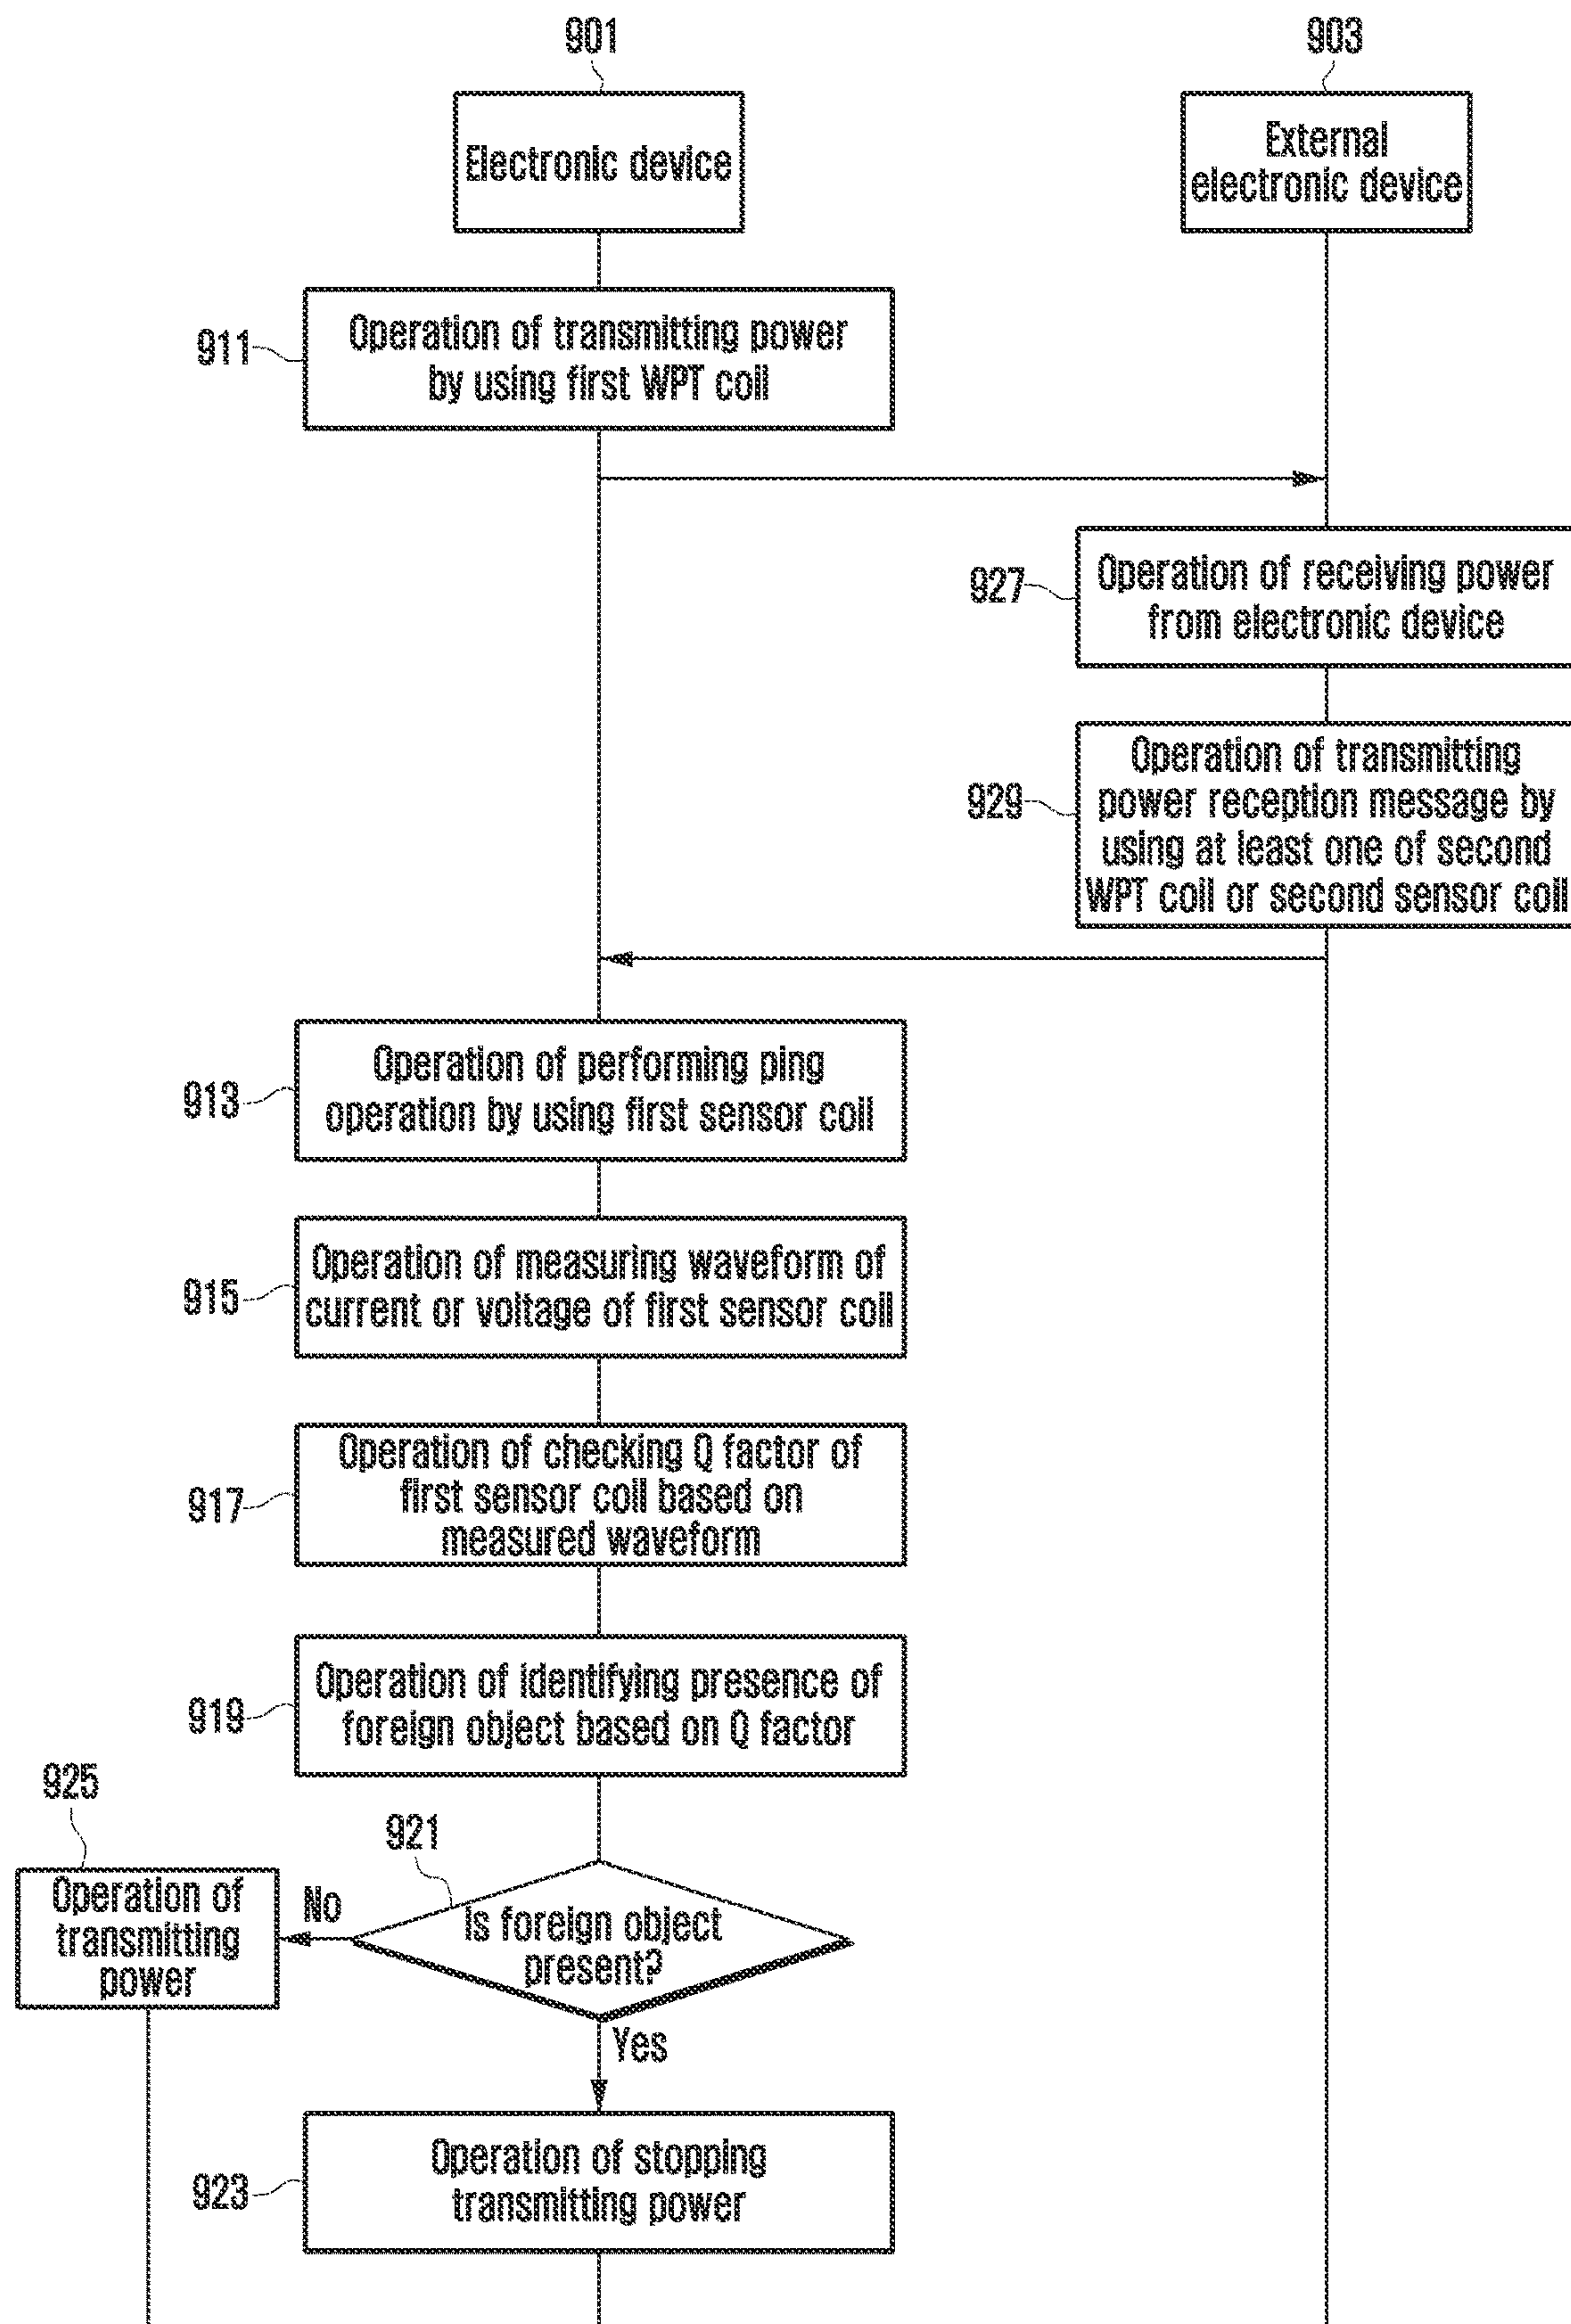 901
903
Electronic device
External
electronic device
911
Operation of transmitting power
by using first WPT coil
927
Operation of receiving power
from electronic device
929
Operation of transmitting
power reception message by
using at least one of second
WPT coil or second sensor coil
913
Operation of performing ping
operation by using first sensor coil
915
Operation of measuring waveform of
current or voltage of first sensor coil
917
Operation of checking Q factor of
first sensor coil based on
measured waveform
919
Operation of identifying presence of
foreign object based on Q factor
925
921
Operation of
transmitting
power
No
Is foreign object
present?
Yes
923
Operation of stopping
transmitting power